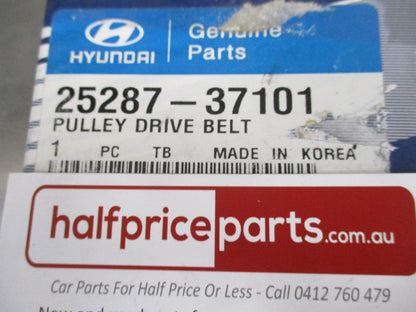 Genuine
Parts
HYUNDAI
25287-37101
PULLEY DRIVE BELT
1 PC TB MADE IN KOREA
halfpriceparts.com.au
Car Parts For Half Price Or Less - Call 0412 760 479